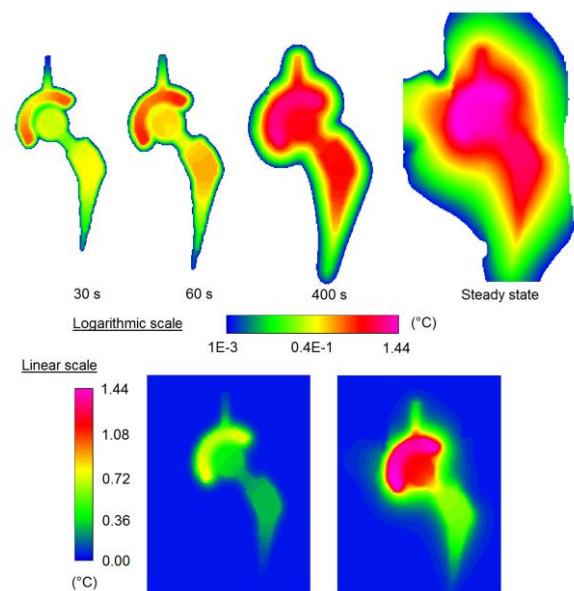 30 s
60 s
400 s
Steady state
Logarithmic scale
(°C)
1E-3
0.4E-1
1.44
Linear scale
1.44
1.08
0.72
0.36
0.00
(°C)